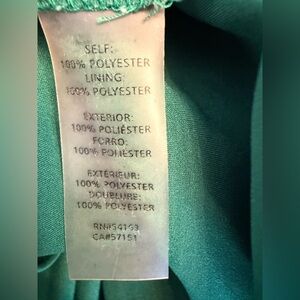 SELF:
100% POLYESTER
LINING:
100% POLYESTER
EXTERIOR:
100% POLIÉSTER
FORRO:
100% POLIÉSTER
EXTÉRIEUR:
100% POLYESTER
DOUBLURE:
100% POLYESTER
RN#54163
CA#57151